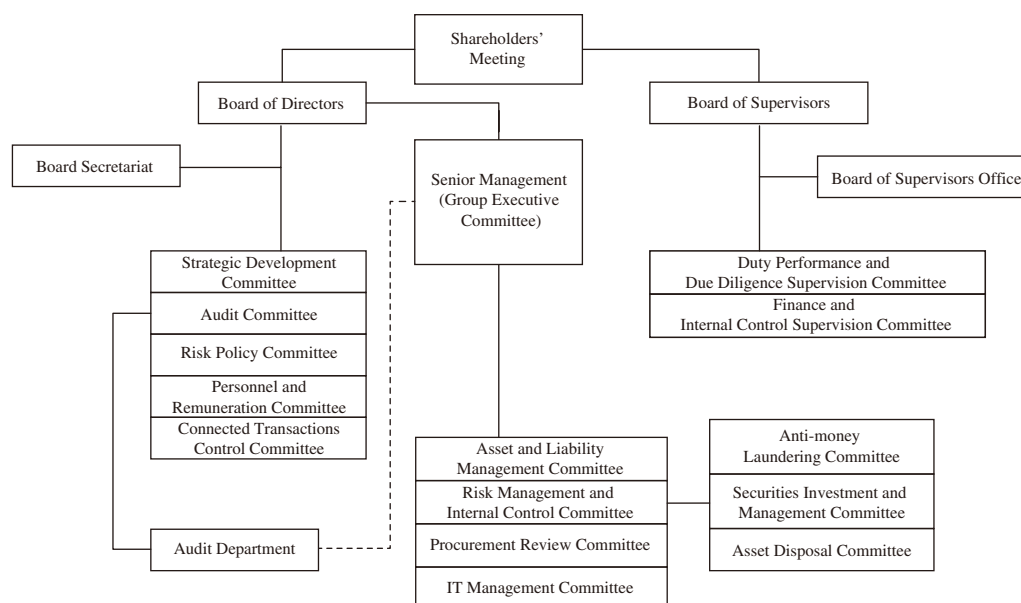 Shareholders’
Meeting
Board of Directors
Board of Supervisors
Board Secretariat
Senior Management
(Group Executive
Committee)
Board of Supervisors Office
Strategic Development
Committee
Audit Committee
Risk Policy Committee
Personnel and
Remuneration Committee
Connected Transactions
Control Committee
Duty Performance and
Due Diligence Supervision Committee
Finance and
Internal Control Supervision Committee
Audit Department
Asset and Liability
Management Committee
Risk Management and
Internal Control Committee
Procurement Review Committee
IT Management Committee
Anti-money
Laundering Committee
Securities Investment and
Management Committee
Asset Disposal Committee